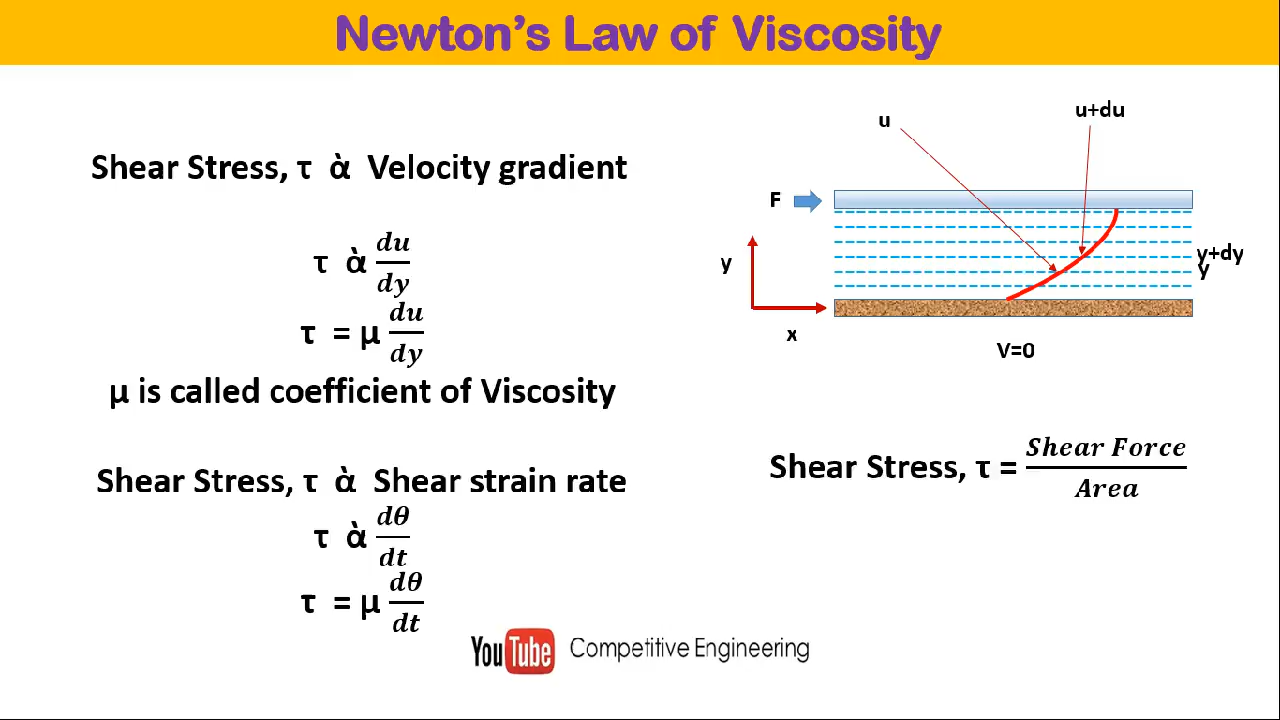 Newton's Law of Viscosity
Shear Stress, τ ὰ Velocity gradient
τ ὰ du/dy
τ = μ du/dy
μ is called coefficient of Viscosity
Shear Stress, τ ὰ Shear strain rate
τ ὰ dθ/dt
τ = μ dθ/dt
u
u+du
F
y
x
y+dy
y
V=0
Shear Stress, τ = Shear Force/Area
YouTube Competitive Engineering